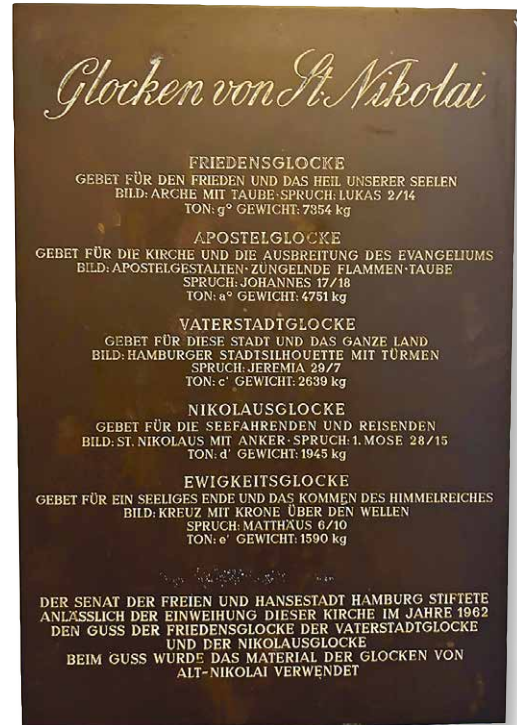 Glocken von St. Nikolai
FRIEDENSGLOCKE
GEBET FÜR DEN FRIEDEN UND DAS HEIL UNSERER SEELEN
BILD: ARCHE MIT TAUBE·SPRUCH: LUKAS 2/14
TON: g° GEWICHT: 7354 kg
APOSTELGLOCKE
GEBET FÜR DIE KIRCHE UND DIE AUSBREITUNG DES EVANGELIUMS
BILD: APOSTELGESTALTEN·ZÜNGELNDE FLAMMEN·TAUBE
SPRUCH: JOHANNES 17/18
TON: a° GEWICHT: 4751 kg
VATERSTADTGLOCKE
GEBET FÜR DIESE STADT UND DAS GANZE LAND
BILD: HAMBURGER STADTSILHOUETTE MIT TÜRMEN
SPRUCH: JEREMIA 29/7
TON: c' GEWICHT: 2639 kg
NIKOLAUSGLOCKE
GEBET FÜR DIE SEEFAHRENDEN UND REISENDEN
BILD: ST. NIKOLAUS MIT ANKER·SPRUCH: 1. MOSE 28/15
TON: d' GEWICHT: 1945 kg
EWIGKEITSGLOCKE
GEBET FÜR EIN SEELIGES ENDE UND DAS KOMMEN DES HIMMELREICHES
BILD: KREUZ MIT KRONE ÜBER DEN WELLEN
SPRUCH: MATTHÄUS 6/10
TON: e' GEWICHT: 1590 kg
DER SENAT DER FREIEN UND HANSESTADT HAMBURG STIFTETE
ANLÄSSLICH DER EINWEIHUNG DIESER KIRCHE IM JAHRE 1962
DEN GUSS DER FRIEDENSGLOCKE DER VATERSTADTGLOCKE
UND DER NIKOLAUSGLOCKE
BEIM GUSS WURDE DAS MATERIAL DER GLOCKEN VON
ALT-NIKOLAI VERWENDET